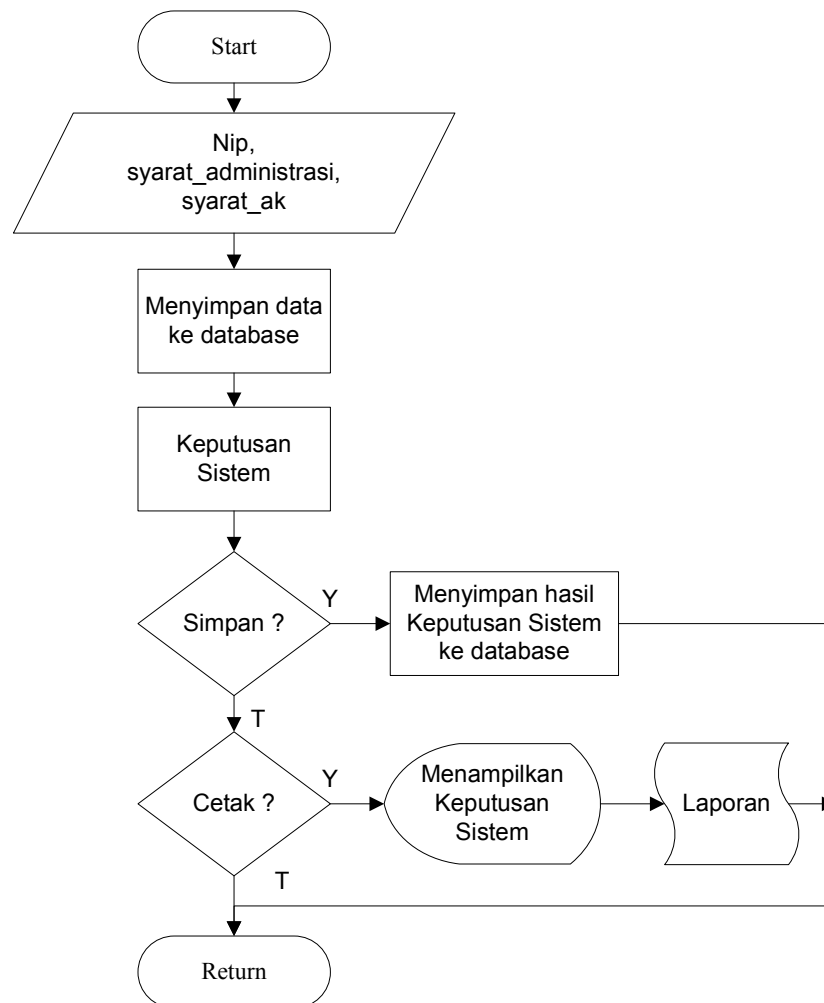 Start
Nip,
syarat_administrasi,
syarat_ak
Menyimpan data
ke database
Keputusan
Sistem
Simpan ?
Y
Menyimpan hasil
Keputusan Sistem
ke database
T
Cetak ?
Y
Menampilkan
Keputusan
Sistem
Laporan
T
Return